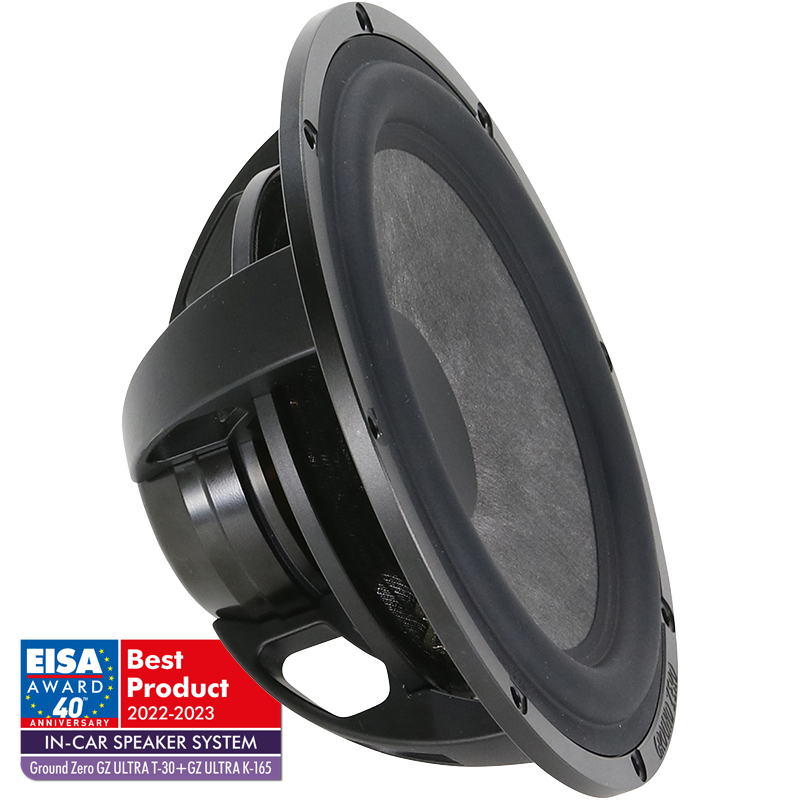 EISA
AWARD
40TH
ANNIVERSARY
Best
Product
2022-2023
IN-CAR SPEAKER SYSTEM
Ground Zero GZ ULTRA T-30+GZ ULTRA K-165
GROUND ZERO